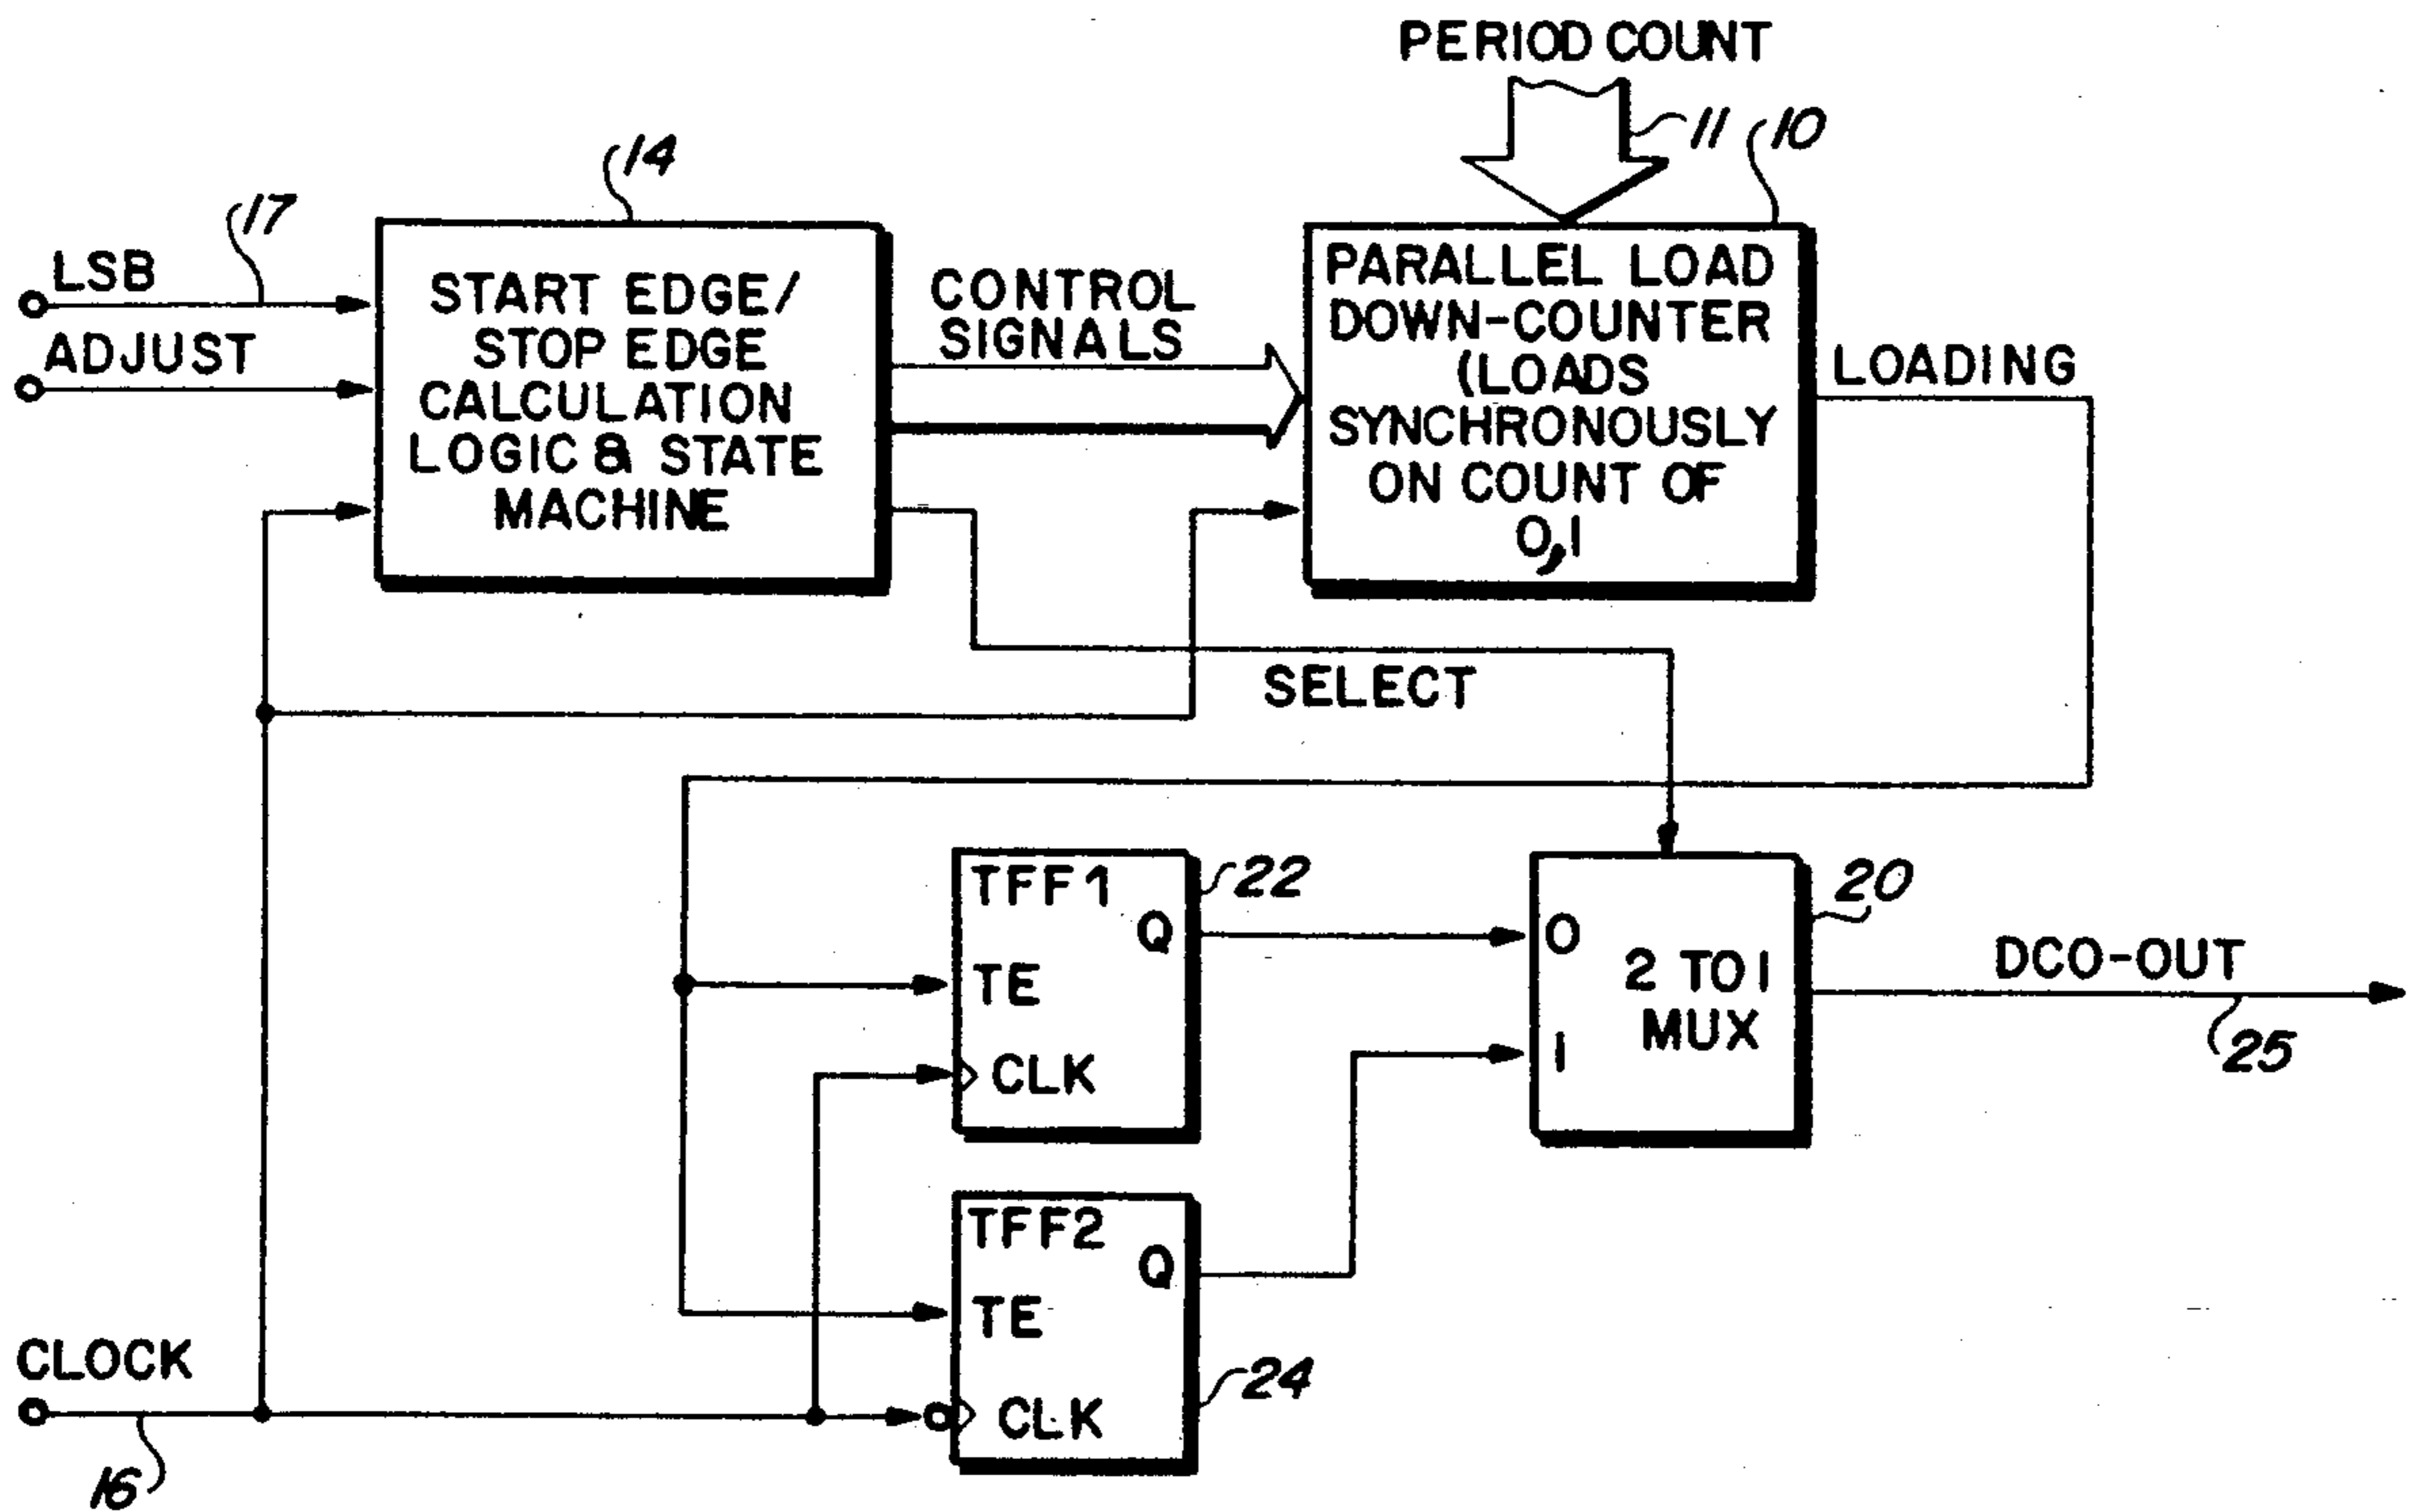 PERIOD COUNT
11
10
14
17
LSB
ADJUST
START EDGE/
STOP EDGE
CALCULATION
LOGIC & STATE
MACHINE
CONTROL
SIGNALS
PARALLEL LOAD
DOWN-COUNTER
(LOADS
SYNCHRONOUSLY
ON COUNT OF
0,1
LOADING
SELECT
TFF1
Q
TE
CLK
22
0
1
2 TO 1
MUX
20
DCO-OUT
25
TFF2
Q
TE
CLK
24
CLOCK
16